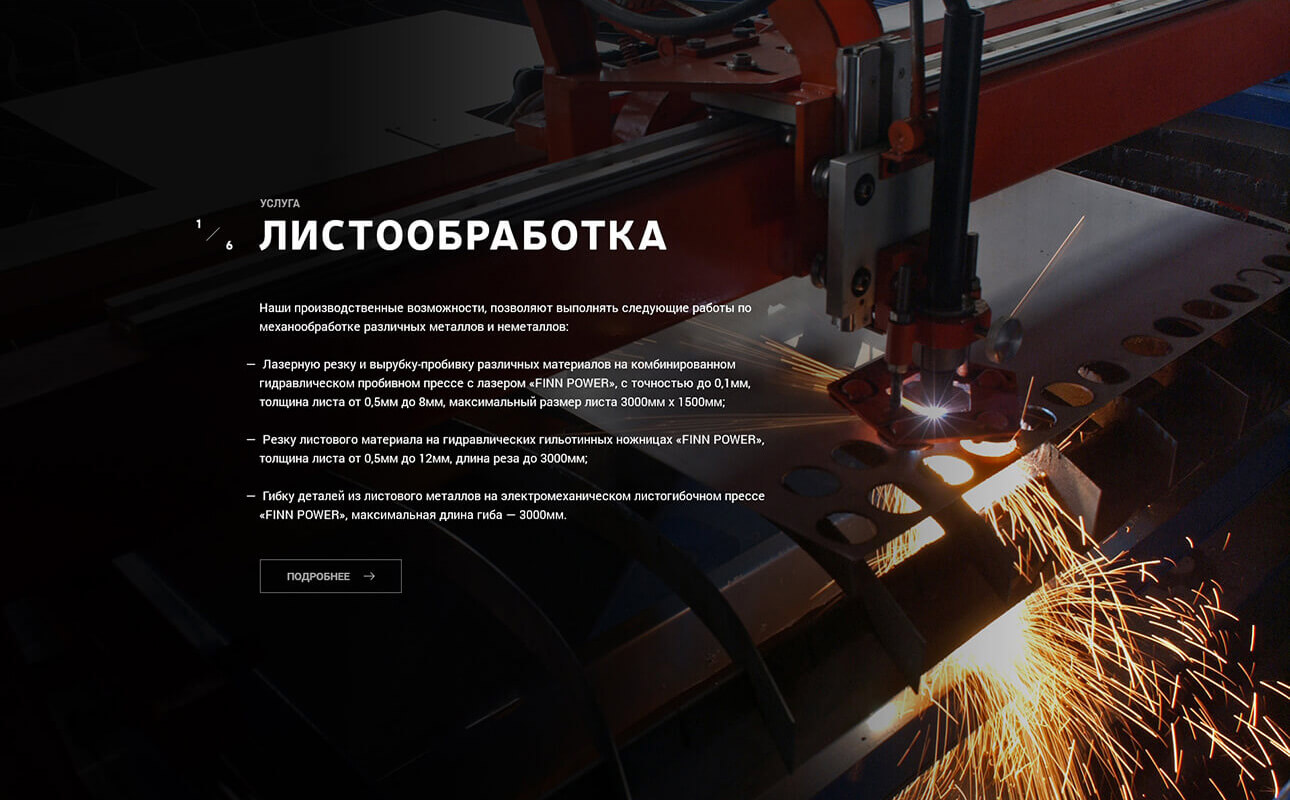 УСЛУГА
1
6
ЛИСТООБРАБОТКА
Наши производственные возможности, позволяют выполнять следующие работы по
механообработке различных металлов и неметаллов:
— Лазерную резку и вырубку-пробивку различных материалов на комбинированном
гидравлическом пробивном прессе с лазером «FINN POWER», с точностью до 0,1мм,
толщина листа от 0,5мм до 8мм, максимальный размер листа 3000мм х 1500мм;
— Резку листового материала на гидравлических гильотинных ножницах «FINN POWER»,
толщина листа от 0,5мм до 12мм, длина реза до 3000мм;
— Гибку деталей из листового металлов на электромеханическом листогибочном прессе
«FINN POWER», максимальная длина гиба — 3000мм.
ПОДРОБНЕЕ →